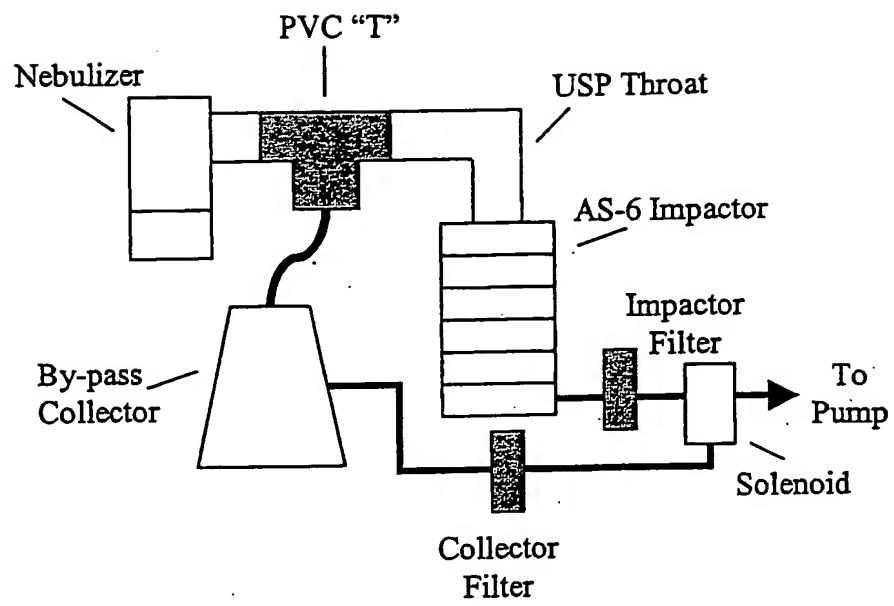 PVC “T”
Nebulizer
USP Throat
AS-6 Impactor
Impactor
Filter
By-pass
Collector
To
Pump
Solenoid
Collector
Filter